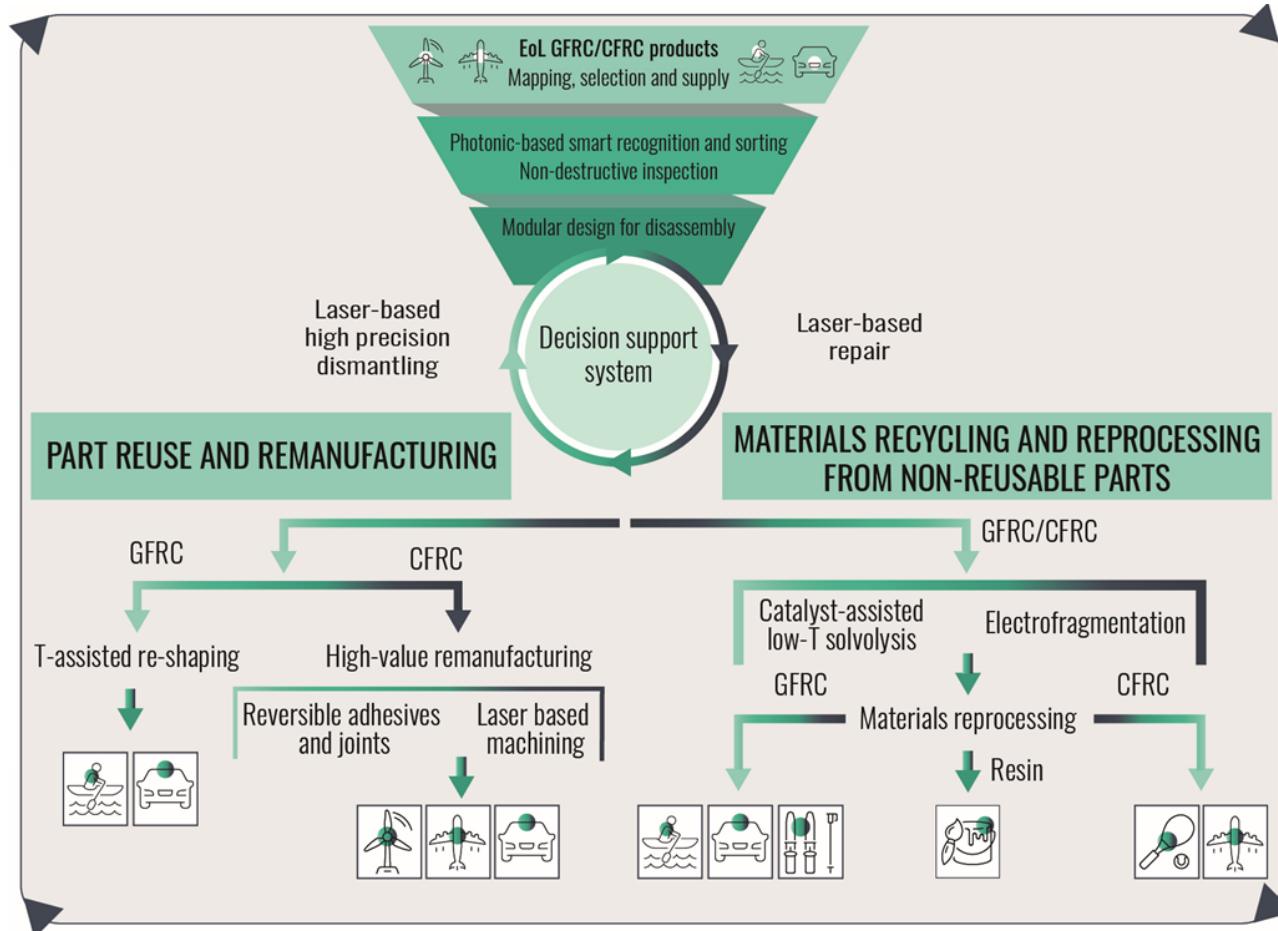 EoL GFRC/CFRC products
Mapping, selection and supply
Photonic-based smart recognition and sorting
Non-destructive inspection
Modular design for disassembly
Laser-based
high precision
dismantling
Decision support
system
Laser-based
repair
PART REUSE AND REMANUFACTURING
MATERIALS RECYCLING AND REPROCESSING
FROM NON-REUSABLE PARTS
GFRC
CFRC
T-assisted re-shaping
High-value remanufacturing
Reversible adhesives
and joints
Laser based
machining
GFRC/CFRC
Catalyst-assisted
low-T solvolysis
Electrofragmentation
GFRC
CFRC
Materials reprocessing
Resin